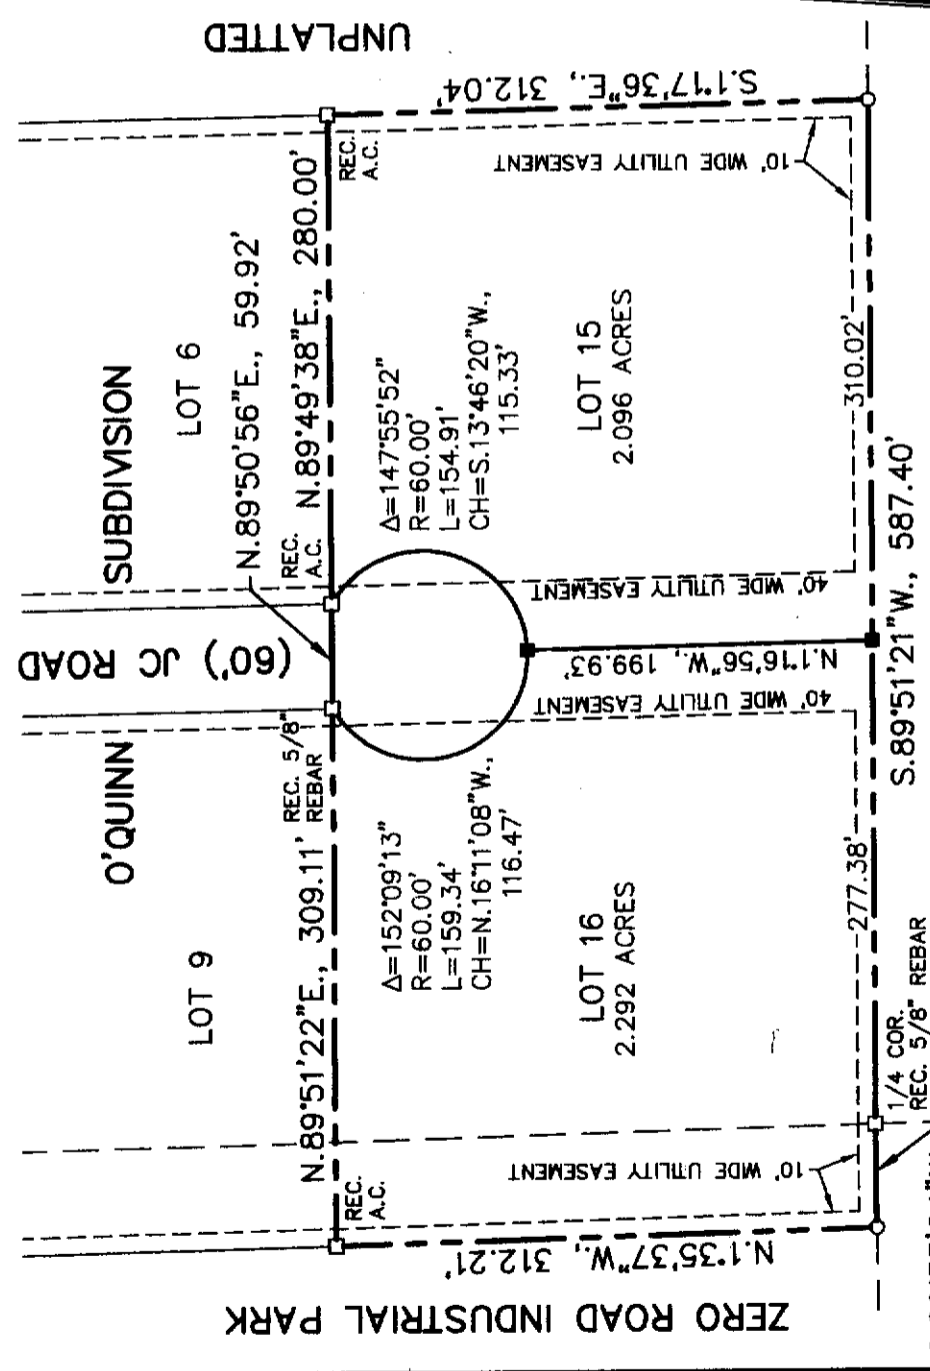 UNPLATTED
S.1°17'36"E., 312.04'
10' WIDE UTILITY EASEMENT
REC.
A.C.
SUBDIVISION
LOT 6
N.89°50'56"E., 59.92'
REC.
A.C.
N.89°49'38"E., 280.00'
Δ=147°55'52"
R=60.00'
L=154.91'
CH=S.13°46'20"W.,
115.33'
LOT 15
2.096 ACRES
310.02'
40' WIDE UTILITY EASEMENT
(60') JC ROAD
N.1°16'56"W., 199.93'
S.89°51'21"W., 587.40'
40' WIDE UTILITY EASEMENT
O'QUINN
LOT 9
N.89°51'22"E., 309.11'
REC. 5/8"
REBAR
Δ=152°09'13"
R=60.00'
L=159.34'
CH=N.16°11'08"W.,
116.47'
LOT 16
2.292 ACRES
277.38'
1/4 COR.
REC. 5/8" REBAR
10' WIDE UTILITY EASEMENT
REC.
A.C.
N.1°35'37"W., 312.21'
ZERO ROAD INDUSTRIAL PARK